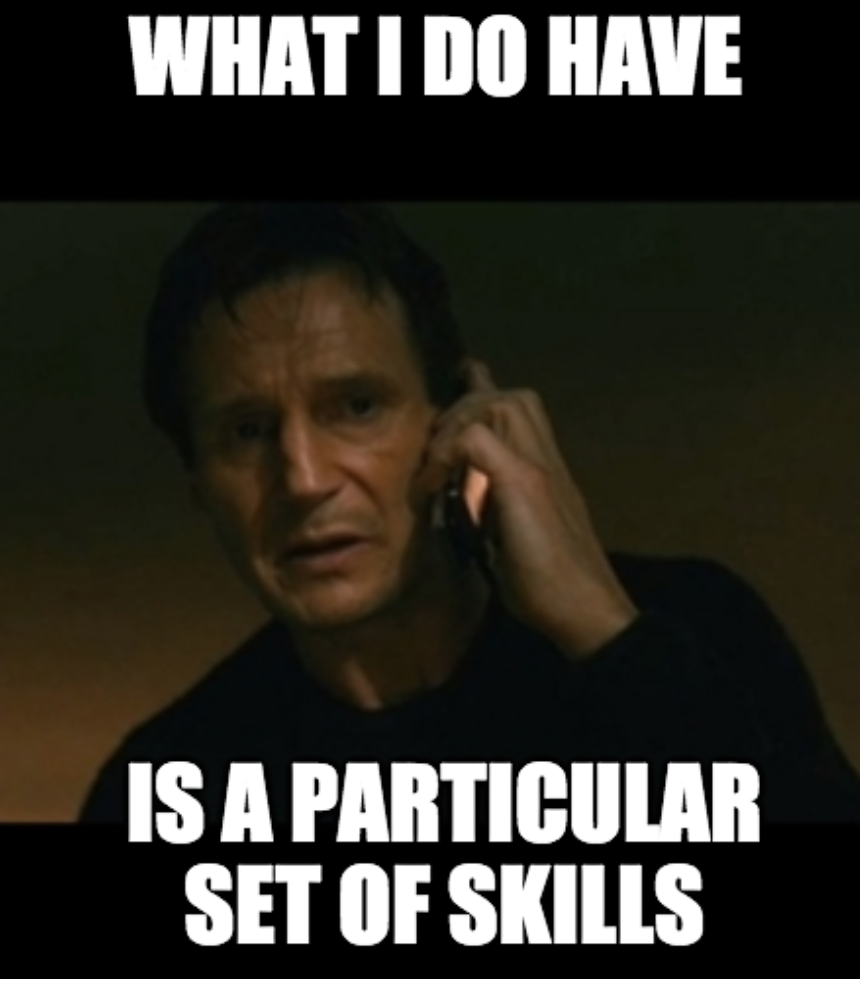 WHAT I DO HAVE
IS A PARTICULAR
SET OF SKILLS